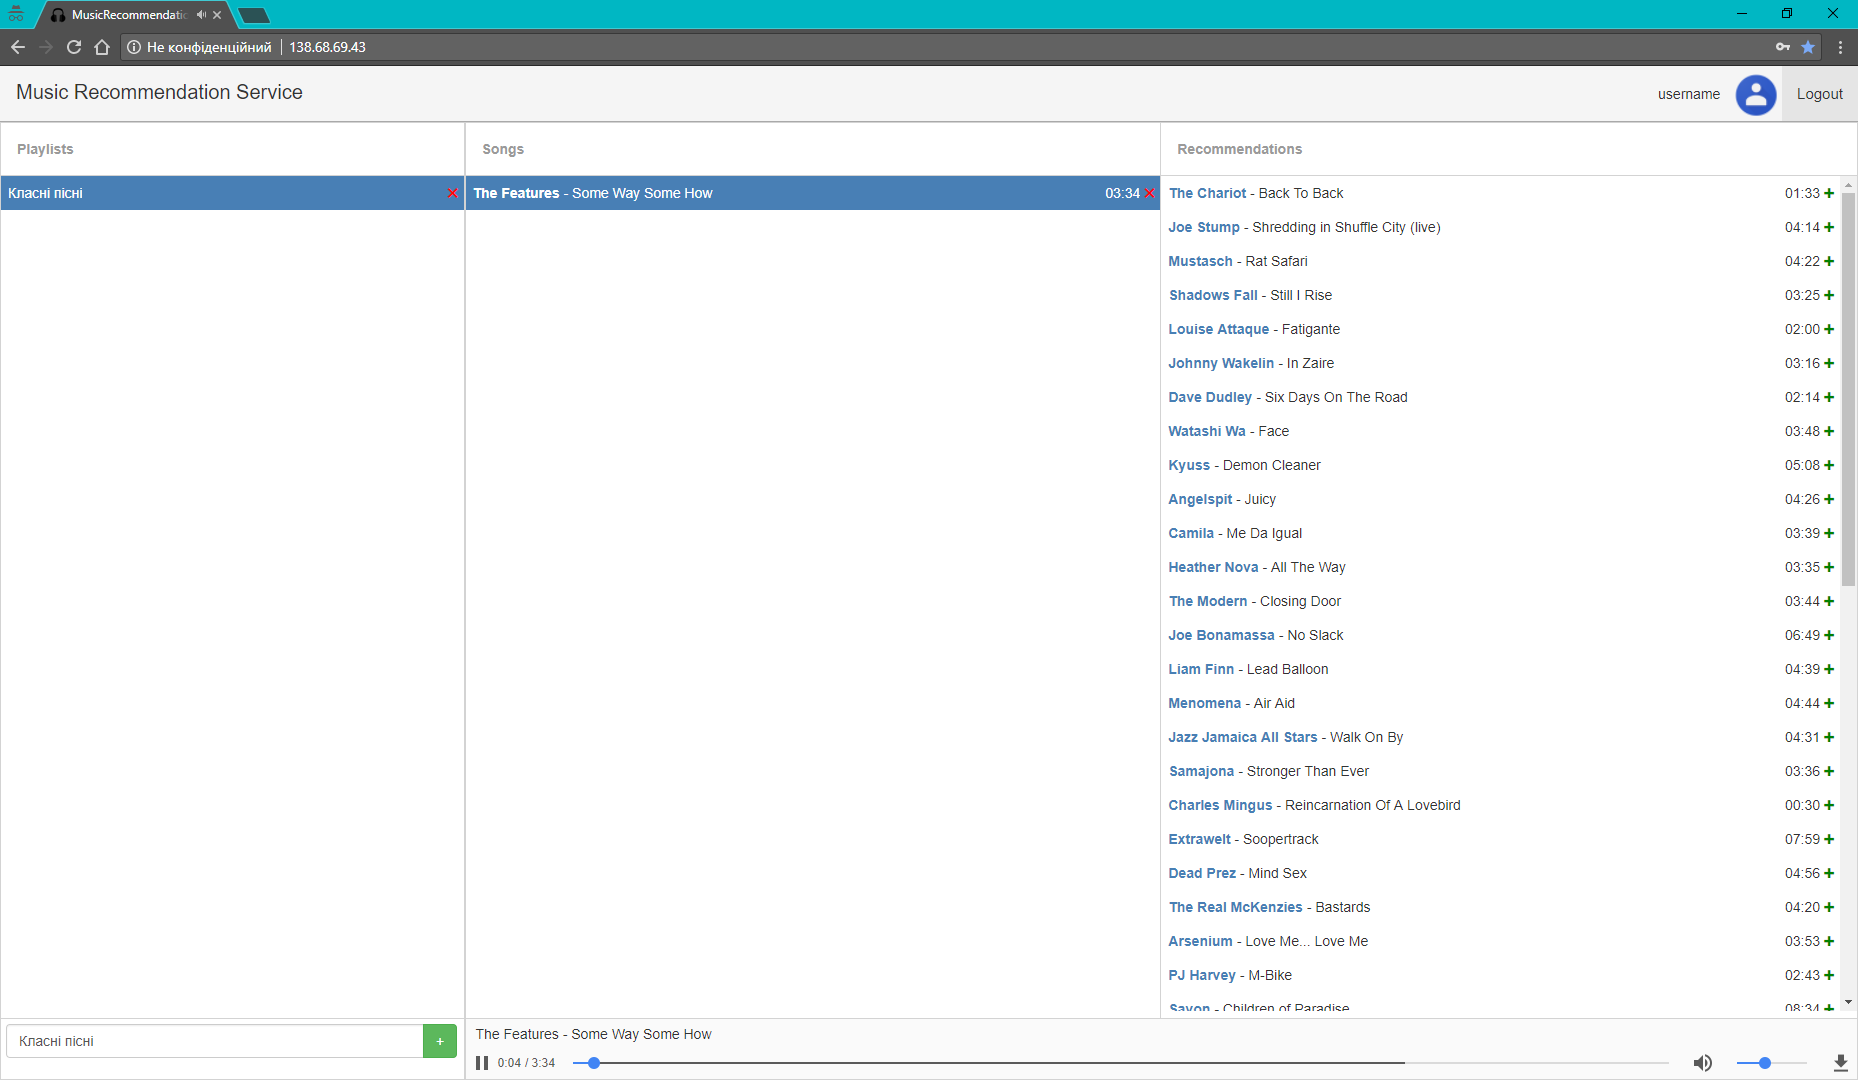 MusicRecommendatic
Не конфіденційний | 138.68.69.43
Music Recommendation Service
username
Logout
Playlists
Songs
Recommendations
Класні пісні
The Features - Some Way Some How 03:34
The Chariot - Back To Back 01:33
Joe Stump - Shredding in Shuffle City (live) 04:14
Mustasch - Rat Safari 04:22
Shadows Fall - Still I Rise 03:25
Louise Attaque - Fatigante 02:00
Johnny Wakelin - In Zaire 03:16
Dave Dudley - Six Days On The Road 02:14
Watashi Wa - Face 03:48
Kyuss - Demon Cleaner 05:08
Angelspit - Juicy 04:26
Camila - Me Da Igual 03:39
Heather Nova - All The Way 03:35
The Modern - Closing Door 03:44
Joe Bonamassa - No Slack 06:49
Liam Finn - Lead Balloon 04:39
Menomena - Air Aid 04:44
Jazz Jamaica All Stars - Walk On By 04:31
Samajona - Stronger Than Ever 03:36
Charles Mingus - Reincarnation Of A Lovebird 00:30
Extrawelt - Soopertrack 07:59
Dead Prez - Mind Sex 04:56
The Real McKenzies - Bastards 04:20
Arsenium - Love Me... Love Me 03:53
PJ Harvey - M-Bike 02:43
Savon - Children of Paradise 08:34
Класні пісні +
The Features - Some Way Some How
0:04 / 3:34